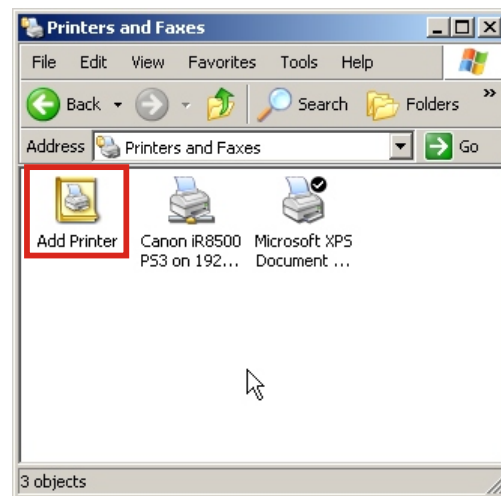 Printers and Faxes
File Edit View Favorites Tools Help
Back Search Folders »
Address Printers and Faxes Go
Add Printer Canon iR8500 Microsoft XPS
PS3 on 192... Document ...
3 objects